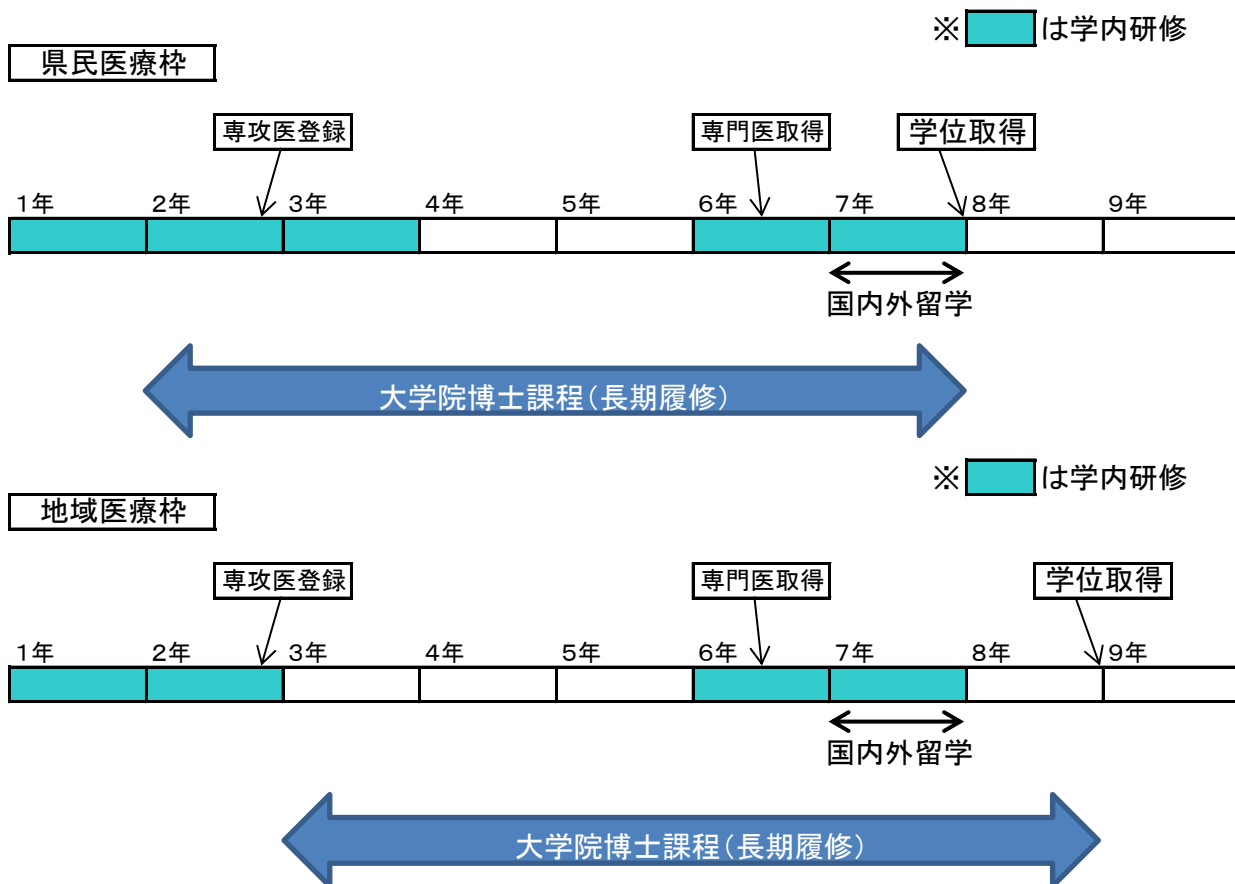 ※ は学内研修
県民医療枠
専攻医登録 専門医取得 学位取得
1年 2年 3年 4年 5年 6年 7年 8年 9年
国内外留学
大学院博士課程(長期履修)
※ は学内研修
地域医療枠
専攻医登録 専門医取得 学位取得
1年 2年 3年 4年 5年 6年 7年 8年 9年
国内外留学
大学院博士課程(長期履修)